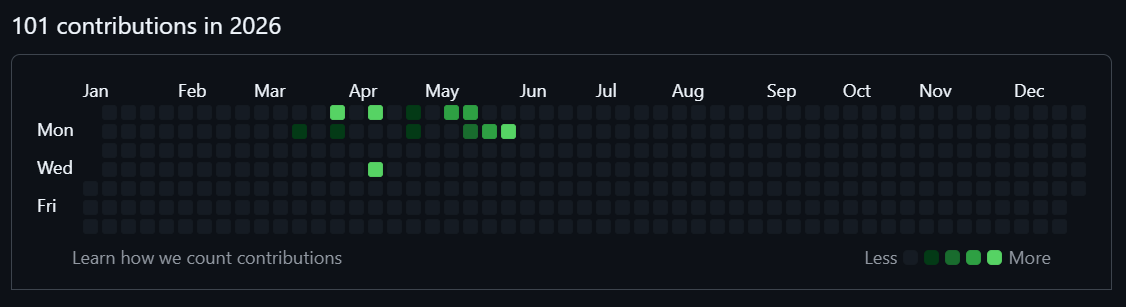 101 contributions in 2026
Jan Feb Mar Apr May Jun Jul Aug Sep Oct Nov Dec
Mon
Wed
Fri
Learn how we count contributions Less More